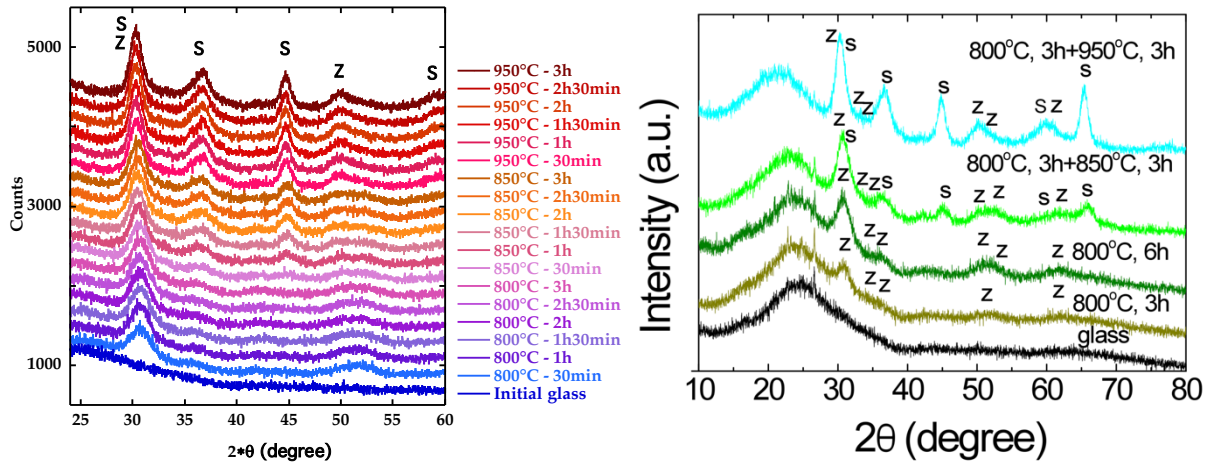 S
Z
S
S
Z
S
5000
3000
1000
Counts
25
30
35
40
45
50
55
60
2*θ (degree)
950°C - 3h
950°C - 2h30min
950°C - 2h
950°C - 1h30min
950°C - 1h
950°C - 30min
850°C - 3h
850°C - 2h30min
850°C - 2h
850°C - 1h30min
850°C - 1h
850°C - 30min
800°C - 3h
800°C - 2h30min
800°C - 2h
800°C - 1h30min
800°C - 1h
800°C - 30min
Initial glass
Intensity (a.u.)
z
s
800°C, 3h+950°C, 3h
z
z
s
s
z
z
s
z
s
z
s
800°C, 3h+850°C, 3h
z
z
z
s
s
z
z
s
z
s
z
z
z
z
z
z
800°C, 6h
z
z
z
z
z
800°C, 3h
glass
10
20
30
40
50
60
70
80
2θ (degree)